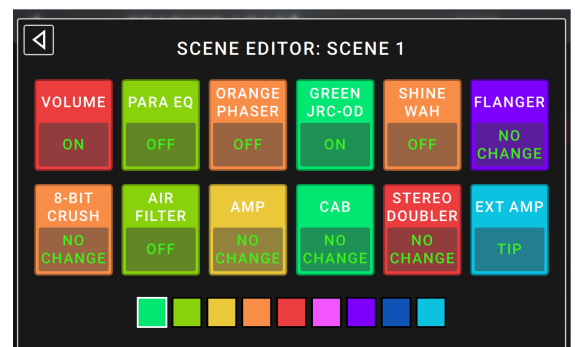 SCENE EDITOR: SCENE 1
VOLUME
ON
PARA EQ
OFF
ORANGE
PHASER
OFF
GREEN
JRC-OD
ON
SHINE
WAH
OFF
FLANGER
NO
CHANGE
8-BIT
CRUSH
NO
CHANGE
AIR
FILTER
OFF
AMP
NO
CHANGE
CAB
NO
CHANGE
STEREO
DOUBLER
NO
CHANGE
EXT AMP
TIP